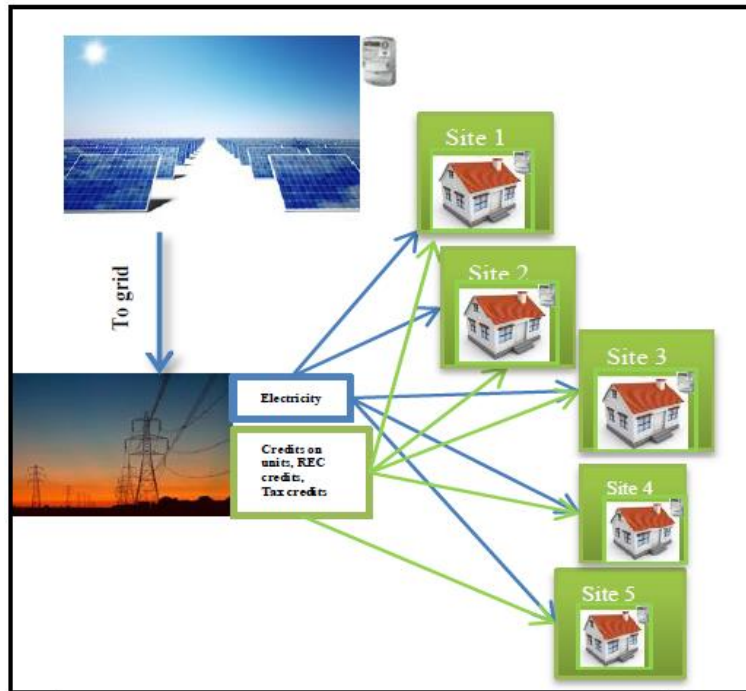 Site 1
Site 2
To grid
Site 3
Electricity
Credits on
units, REC
credits,
Tax credits
Site 4
Site 5